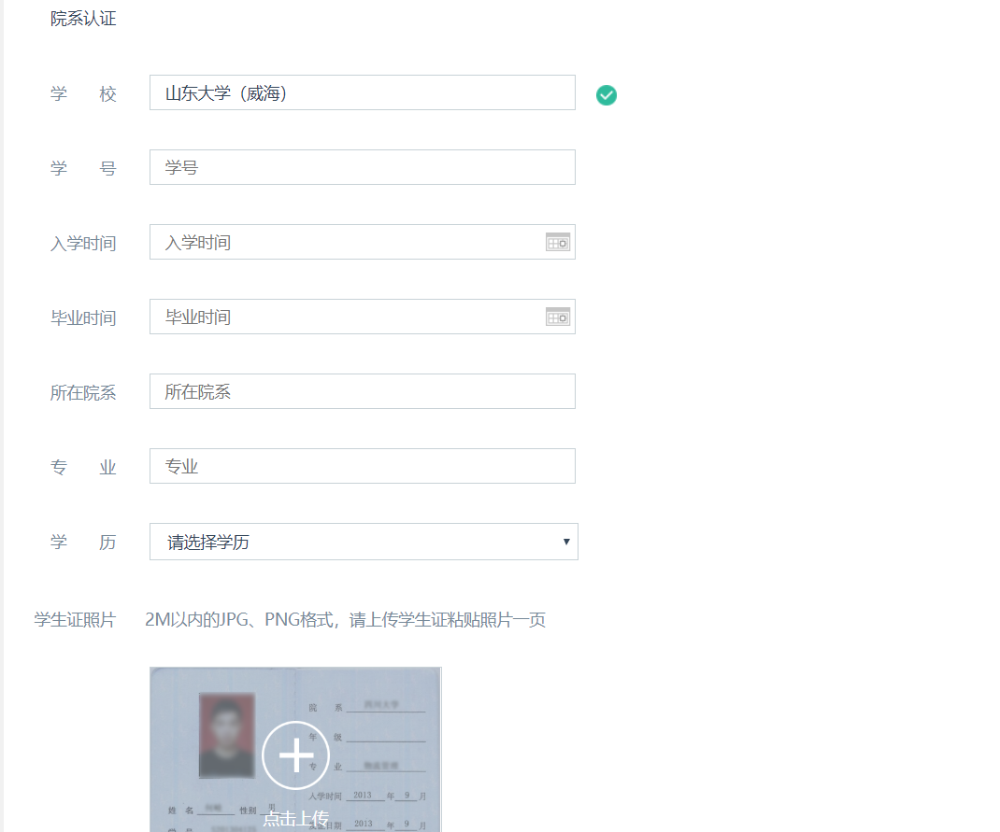 院系认证
学 校 山东大学（威海）
学 号 学号
入学时间 入学时间
毕业时间 毕业时间
所在院系 所在院系
专 业 专业
学 历 请选择学历
学生证照片 2M以内的JPG、PNG格式，请上传学生证粘贴照片一页
院 系
年 级
专 业
入学时间 2013 年 9 月
姓 名 性别 男
点击上传
日期 2013 年 9 月